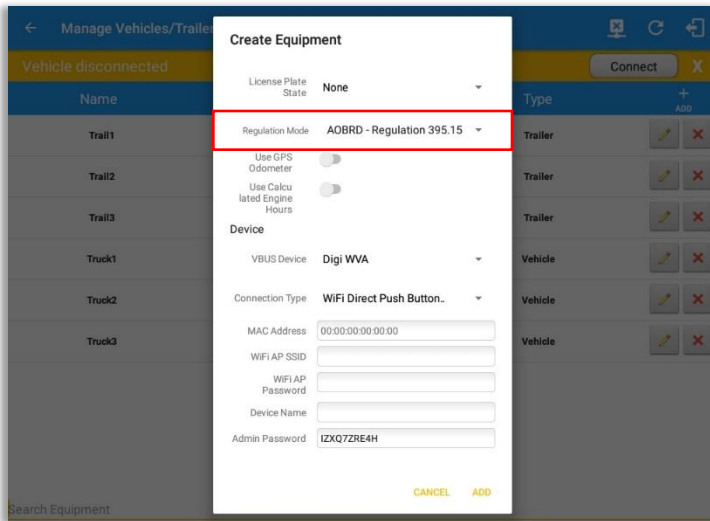 Manage Vehicles/Trailer
Vehicle disconnected
Connect
X
Name
Type
+
ADD
Trail1
Trailer
Trail2
Trailer
Trail3
Trailer
Truck1
Vehicle
Truck2
Vehicle
Truck3
Vehicle
Search Equipment
Create Equipment
License Plate
State
None
Regulation Mode
AOBRD - Regulation 395.15
Use GPS
Odometer
Use Calcu
lated Engine
Hours
Device
VBUS Device
Digi WVA
Connection Type
WiFi Direct Push Button..
MAC Address
00:00:00:00:00:00
WiFi AP SSID
WiFi AP
Password
Device Name
Admin Password
IZXQ7ZRE4H
CANCEL
ADD